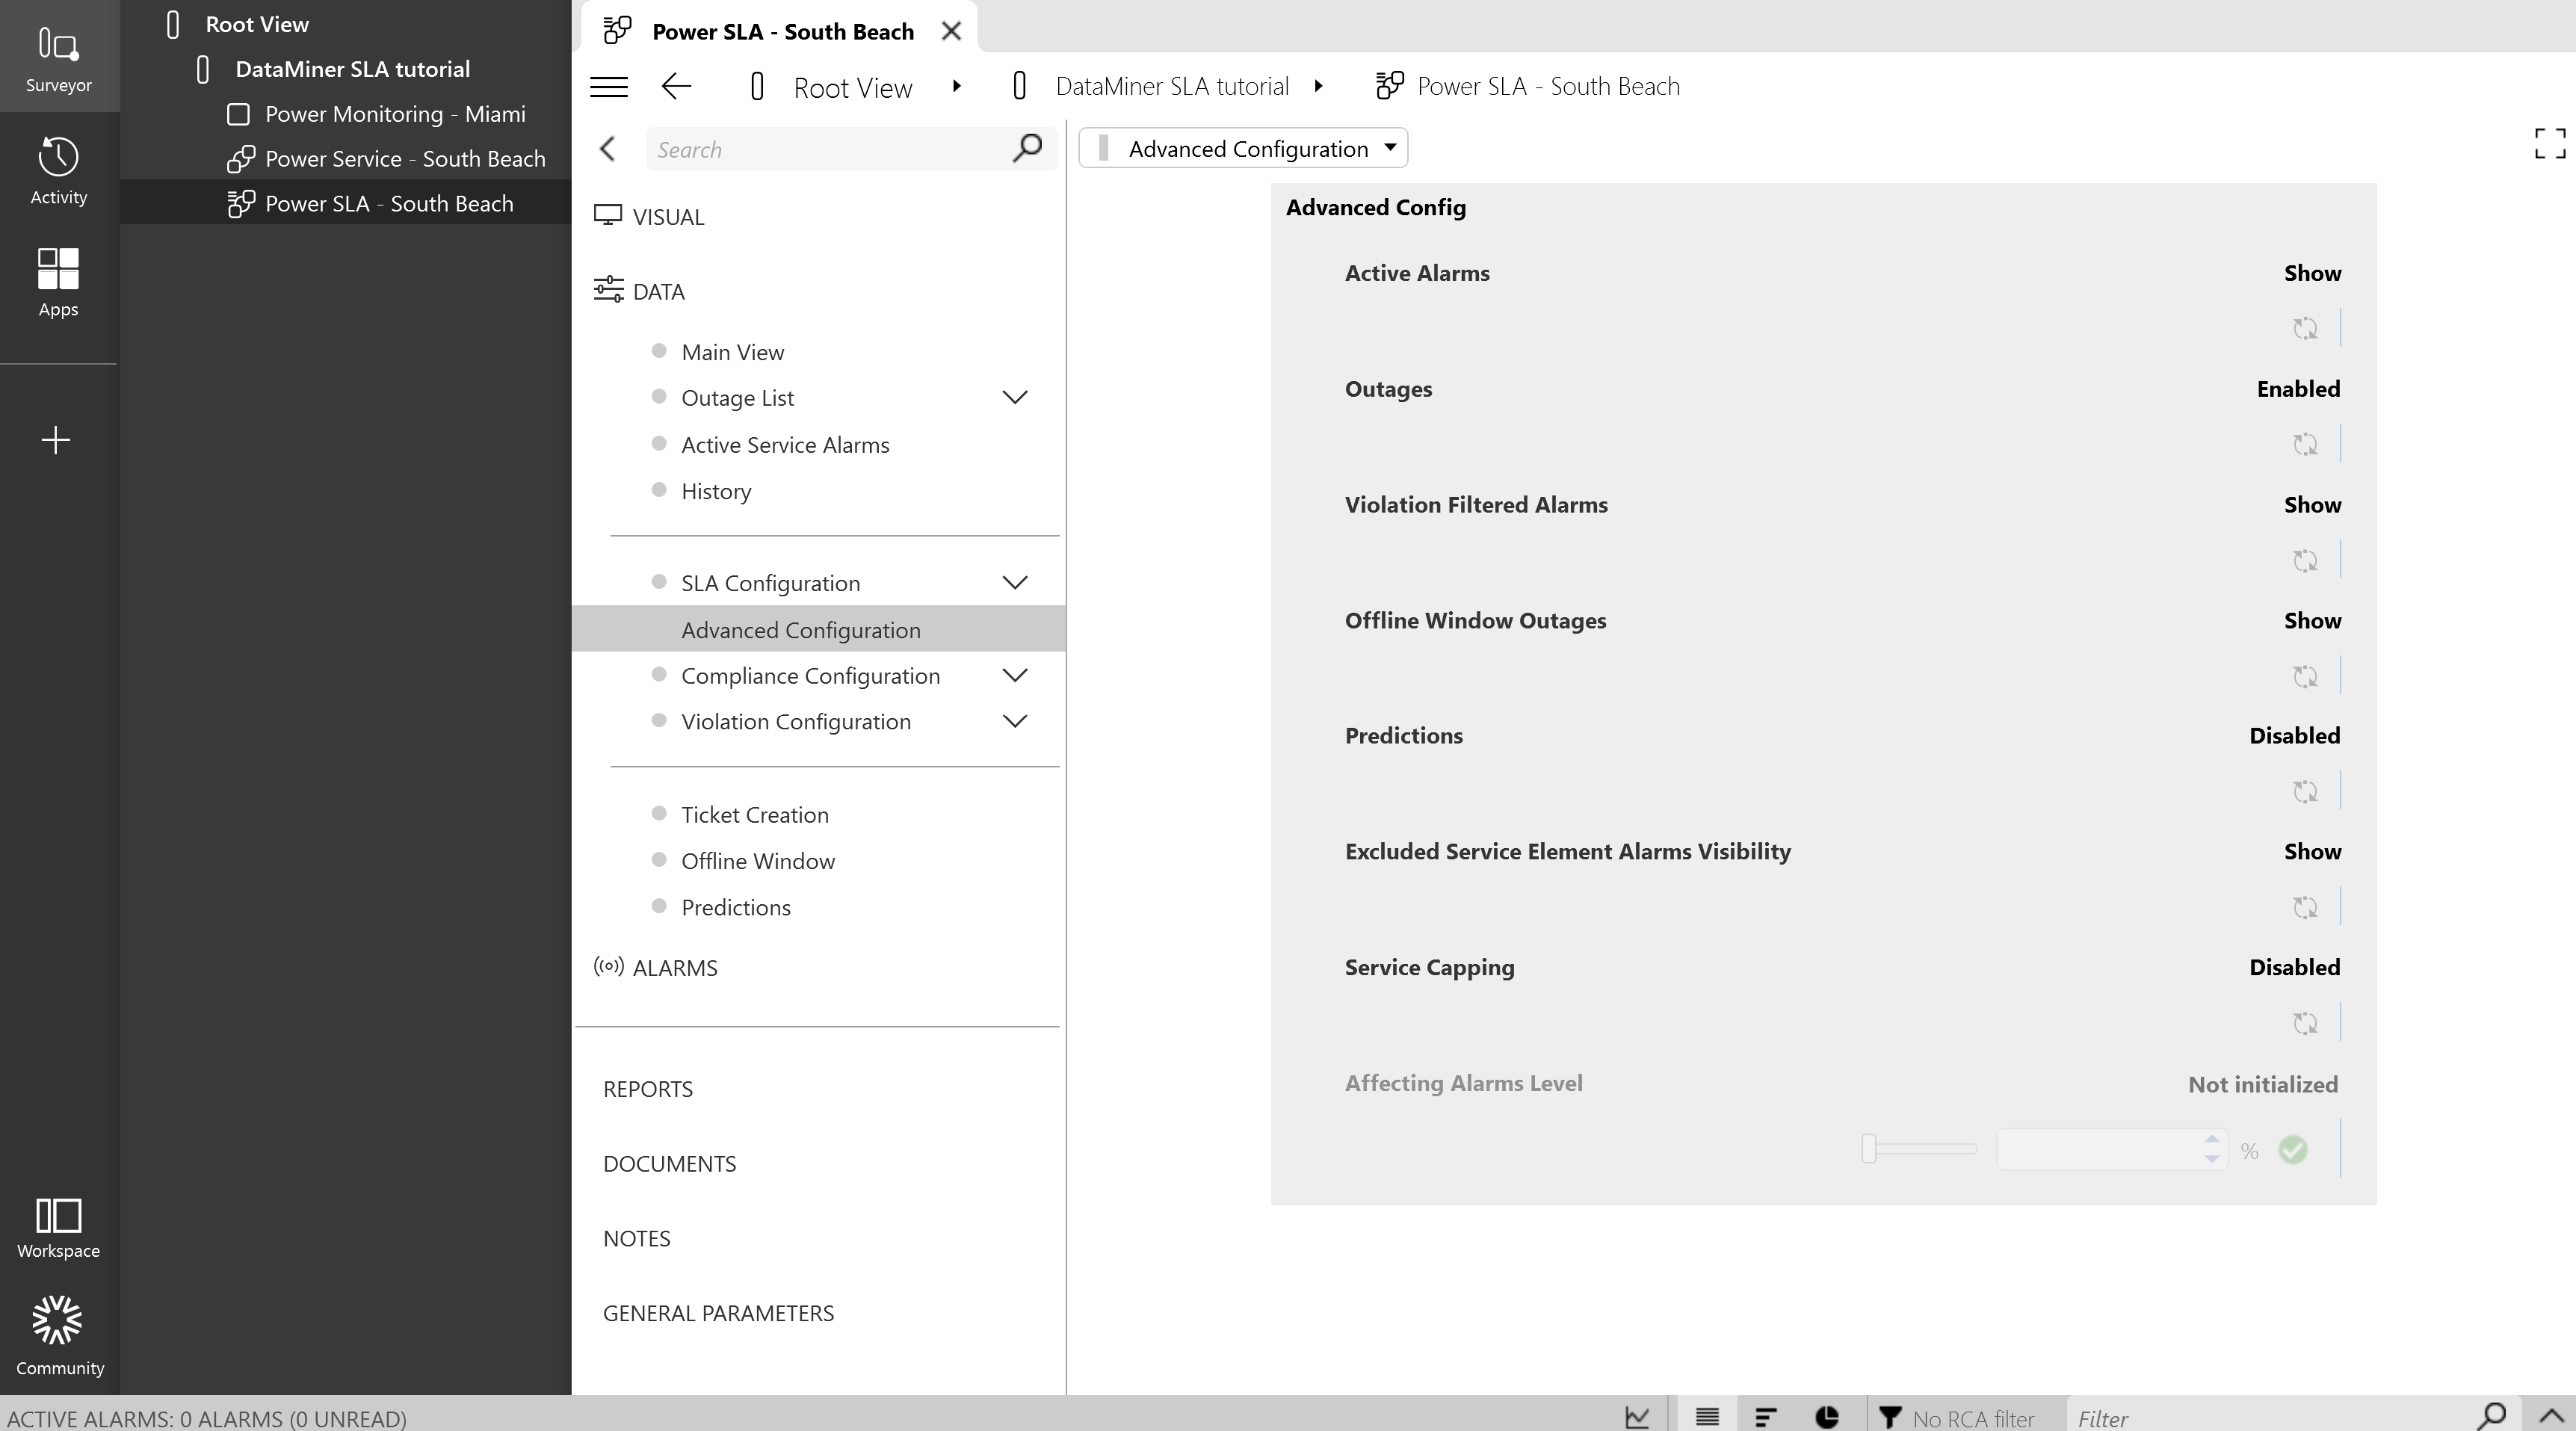 Surveyor
Activity
Apps
Workspace
Community
Root View
DataMiner SLA tutorial
Power Monitoring - Miami
Power Service - South Beach
Power SLA - South Beach
Power SLA - South Beach
Root View
DataMiner SLA tutorial
Power SLA - South Beach
Search
VISUAL
DATA
Main View
Outage List
Active Service Alarms
History
SLA Configuration
Advanced Configuration
Compliance Configuration
Violation Configuration
Ticket Creation
Offline Window
Predictions
ALARMS
REPORTS
DOCUMENTS
NOTES
GENERAL PARAMETERS
Advanced Configuration
Advanced Config
Active Alarms Show
Outages Enabled
Violation Filtered Alarms Show
Offline Window Outages Show
Predictions Disabled
Excluded Service Element Alarms Visibility Show
Service Capping Disabled
Affecting Alarms Level Not initialized
%
ACTIVE ALARMS: 0 ALARMS (0 UNREAD)
No RCA filter
Filter